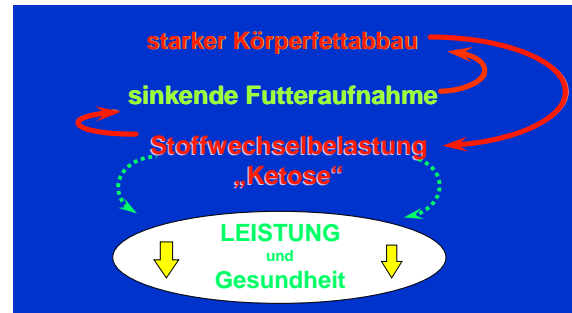 starker Körperfettabbau
sinkende Futteraufnahme
Stoffwechselbelastung
„Ketose“
LEISTUNG
und
Gesundheit